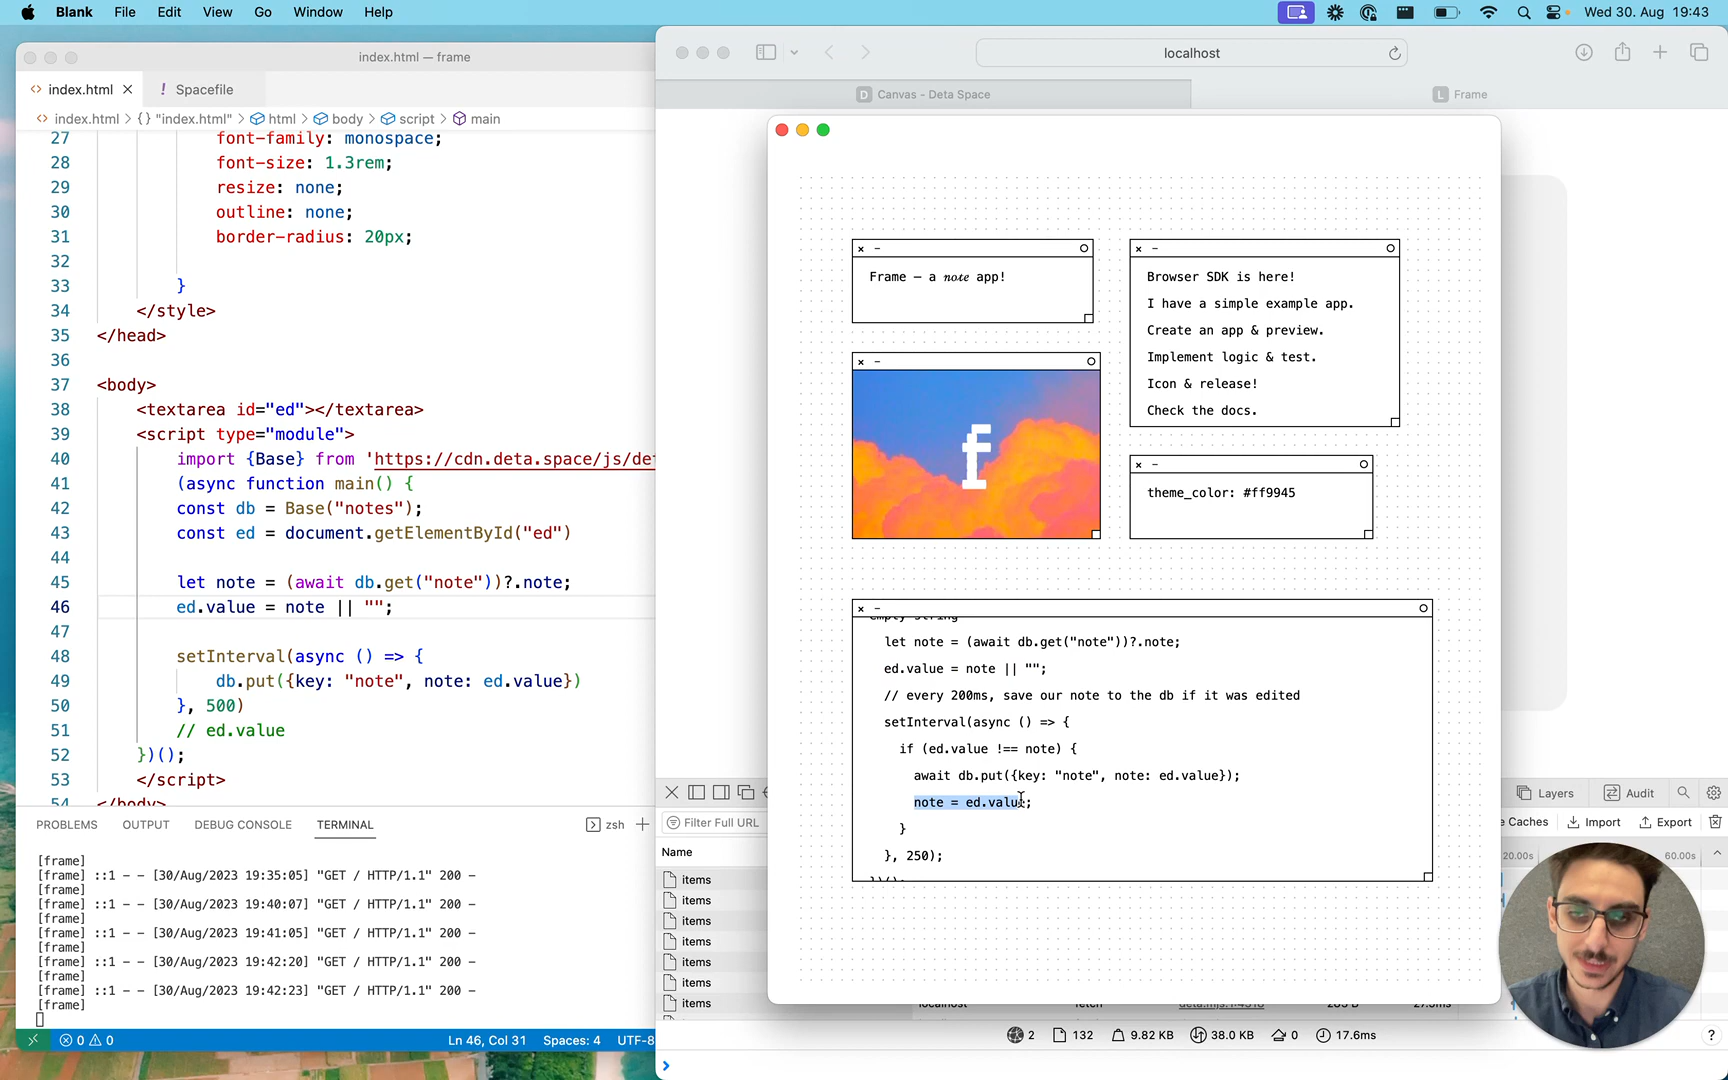 Blank File Edit View Go Window Help
Wed 30. Aug 19:43
index.html — frame
index.html
! Spacefile
index.html > {} "index.html" > html > body > script > main
27 font-family: monospace;
28 font-size: 1.3rem;
29 resize: none;
30 outline: none;
31 border-radius: 20px;
32
33 }
34 </style>
35 </head>
36
37 <body>
38 <textarea id="ed"></textarea>
39 <script type="module">
40 import {Base} from 'https://cdn.deta.space/js/de
41 (async function main() {
42 const db = Base("notes");
43 const ed = document.getElementById("ed")
44
45 let note = (await db.get("note"))?.note;
46 ed.value = note || "";
47
48 setInterval(async () => {
49 db.put({key: "note", note: ed.value})
50 }, 500)
51 // ed.value
52 })();
53 </script>
54 </body>
PROBLEMS OUTPUT DEBUG CONSOLE TERMINAL
zsh
[frame]
[frame] ::1 - - [30/Aug/2023 19:35:05] "GET / HTTP/1.1" 200 -
[frame]
[frame] ::1 - - [30/Aug/2023 19:40:07] "GET / HTTP/1.1" 200 -
[frame]
[frame] ::1 - - [30/Aug/2023 19:41:05] "GET / HTTP/1.1" 200 -
[frame]
[frame] ::1 - - [30/Aug/2023 19:42:20] "GET / HTTP/1.1" 200 -
[frame]
[frame] ::1 - - [30/Aug/2023 19:42:23] "GET / HTTP/1.1" 200 -
[frame]
0 0 Ln 46, Col 31 Spaces: 4 UTF-8
localhost
D Canvas - Deta Space
L Frame
Frame — a note app!
Browser SDK is here!
I have a simple example app.
Create an app & preview.
Implement logic & test.
Icon & release!
Check the docs.
f
theme_color: #ff9945
empty string
let note = (await db.get("note"))?.note;
ed.value = note || "";
// every 200ms, save our note to the db if it was edited
setInterval(async () => {
if (ed.value !== note) {
await db.put({key: "note", note: ed.value});
note = ed.value;
}
}, 250);
})();
Layers Audit
Filter Full URL
e Caches Import Export
Name
20.00s 60.00s
items
items
items
items
items
items
items
localhost fetch
2 132 9.82 KB 38.0 KB 0 17.6ms